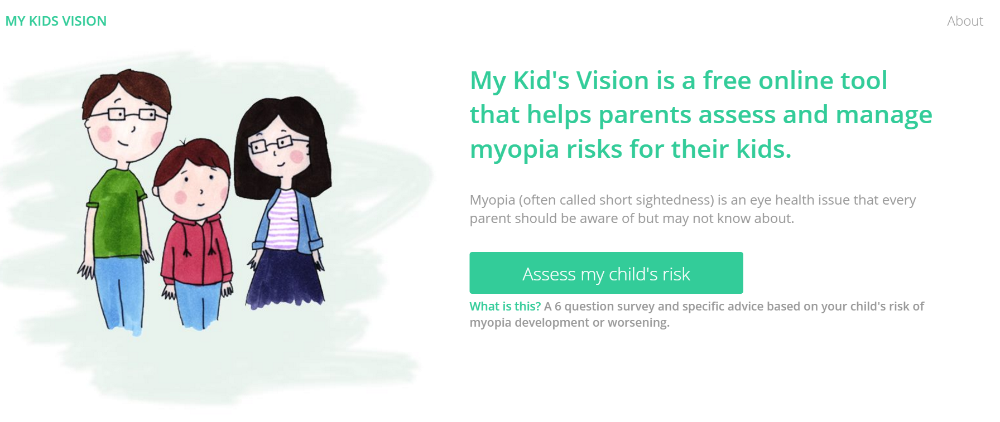 MY KIDS VISION
About
My Kid's Vision is a free online tool
that helps parents assess and manage
myopia risks for their kids.
Myopia (often called short sightedness) is an eye health issue that every
parent should be aware of but may not know about.
Assess my child's risk
What is this? A 6 question survey and specific advice based on your child's risk of
myopia development or worsening.